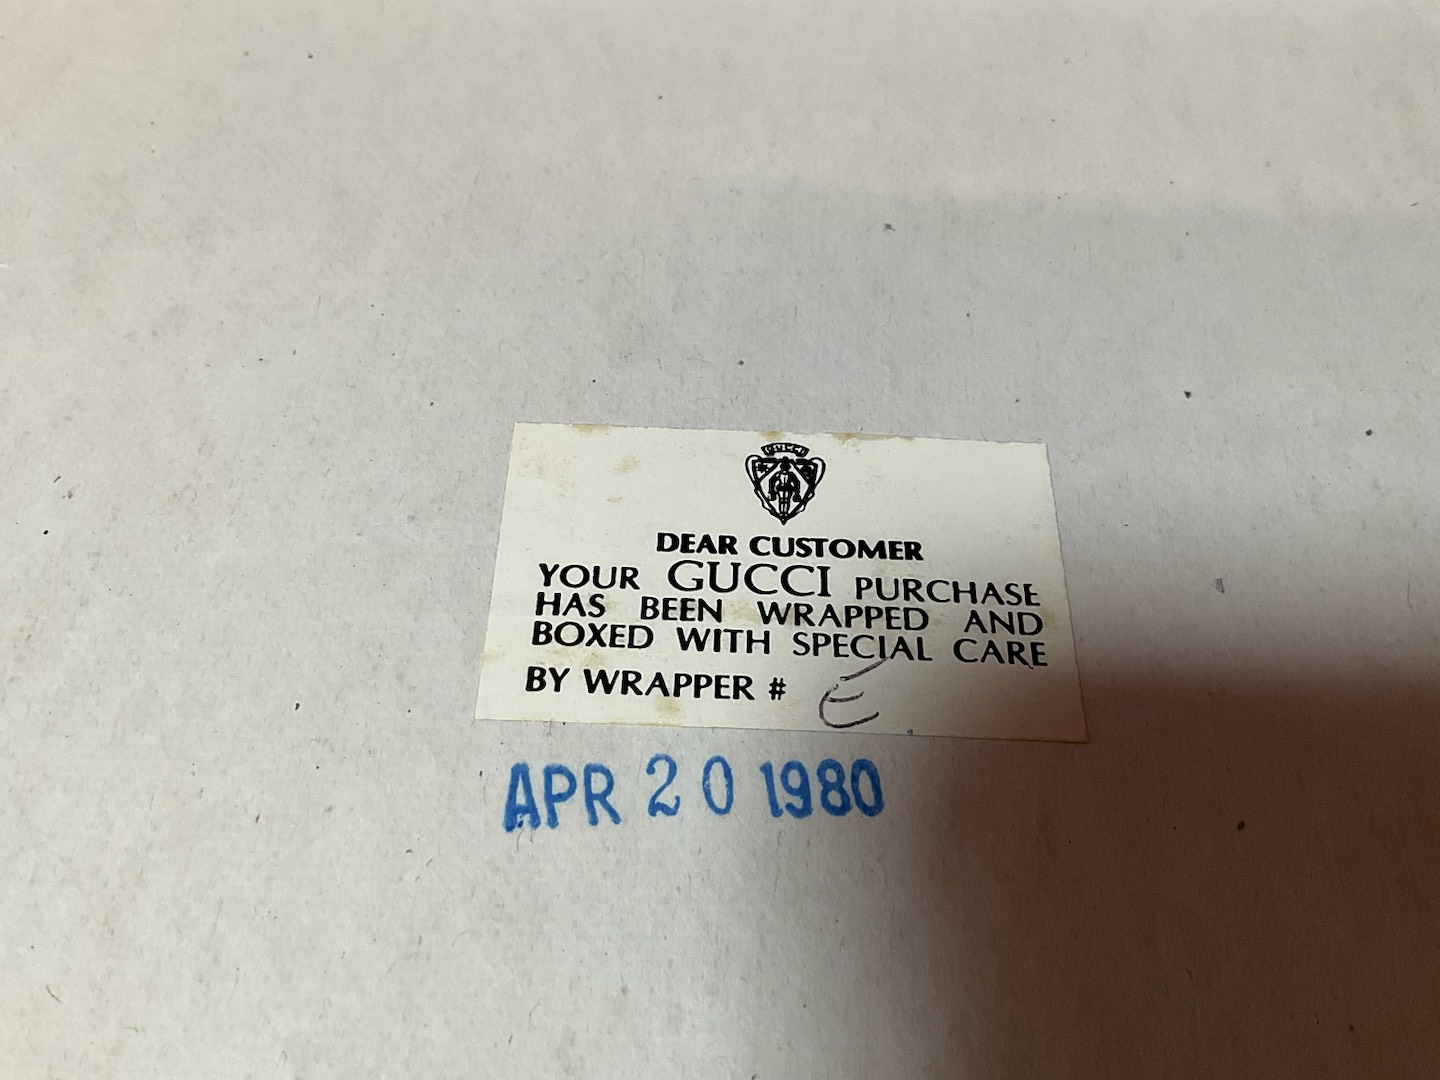 GUCCI
DEAR CUSTOMER
YOUR GUCCI PURCHASE
HAS BEEN WRAPPED AND
BOXED WITH SPECIAL CARE
BY WRAPPER # E
APR 20 1980